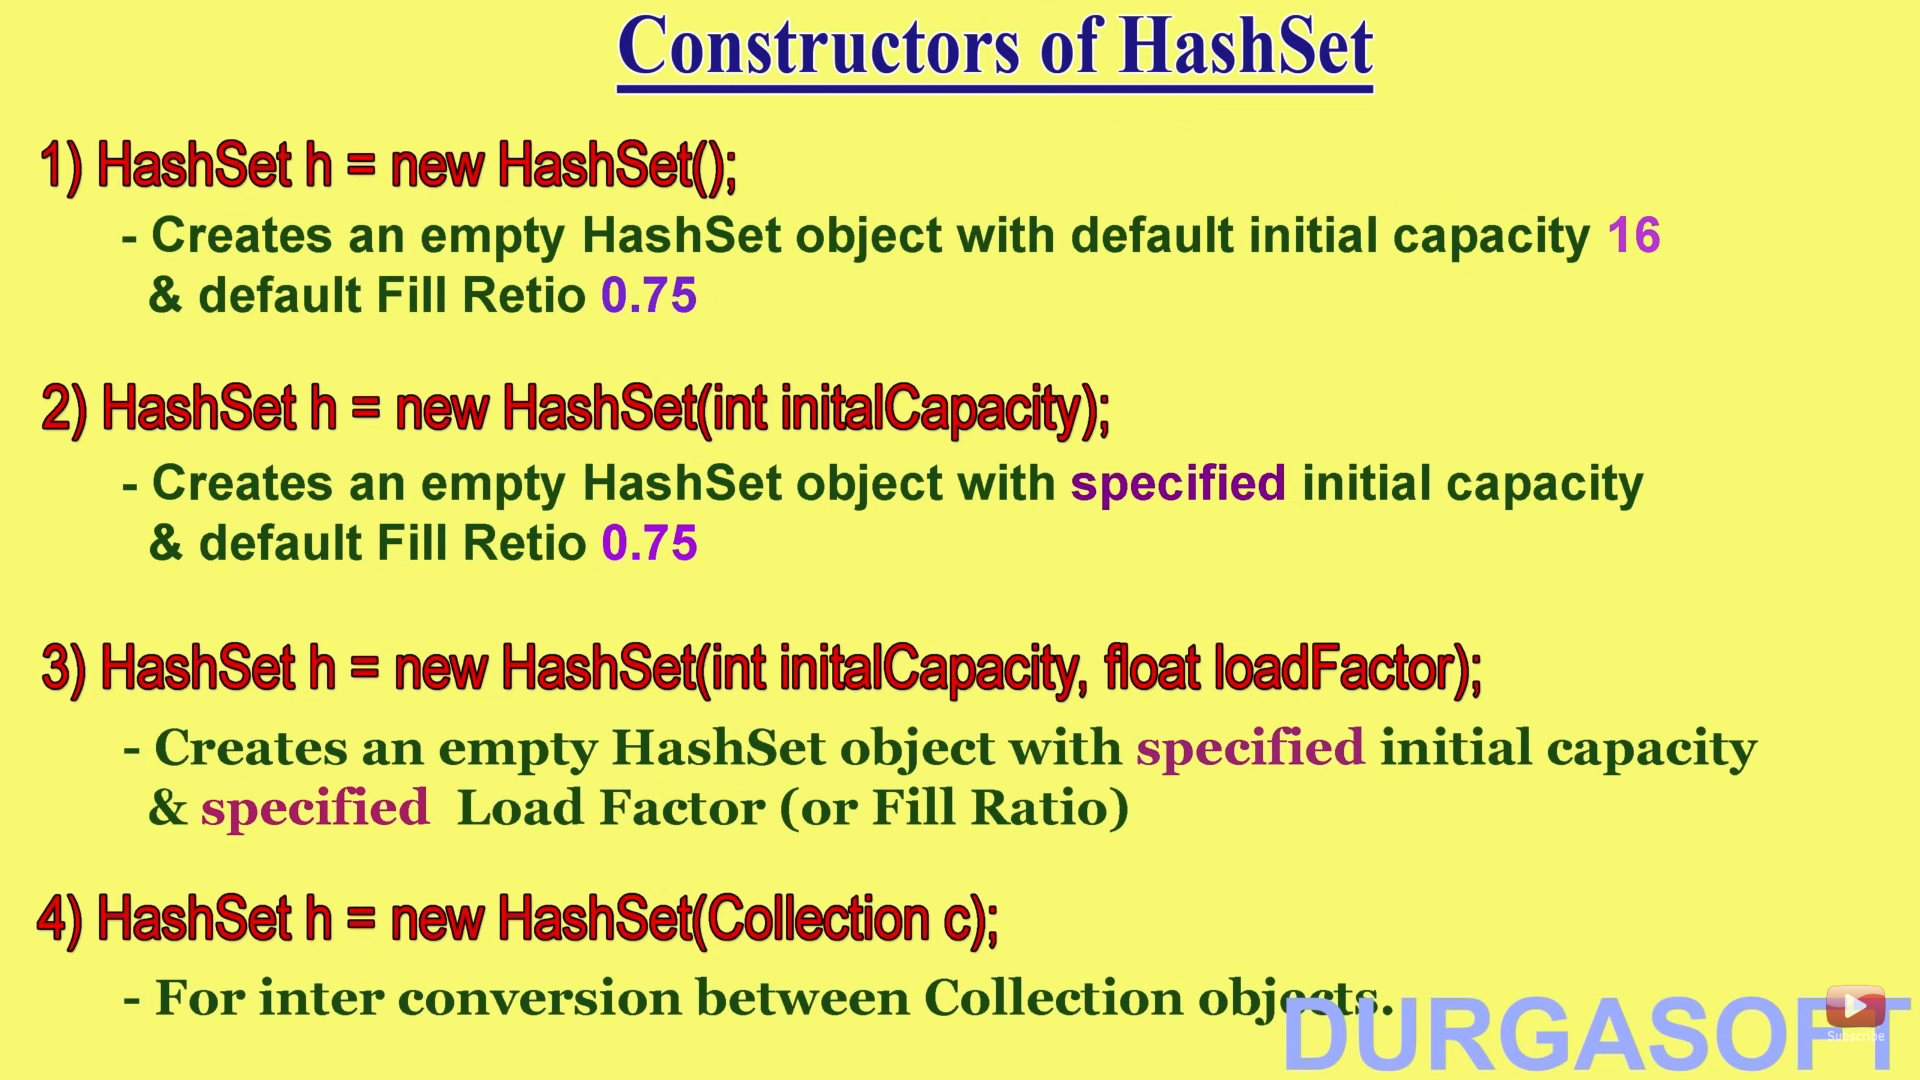 Constructors of HashSet
1) HashSet h = new HashSet();
- Creates an empty HashSet object with default initial capacity 16
& default Fill Retio 0.75
2) HashSet h = new HashSet(int initalCapacity);
- Creates an empty HashSet object with specified initial capacity
& default Fill Retio 0.75
3) HashSet h = new HashSet(int initalCapacity, float loadFactor);
- Creates an empty HashSet object with specified initial capacity
& specified Load Factor (or Fill Ratio)
4) HashSet h = new HashSet(Collection c);
- For inter conversion between Collection objects.
DURGASOFT
Subscribe